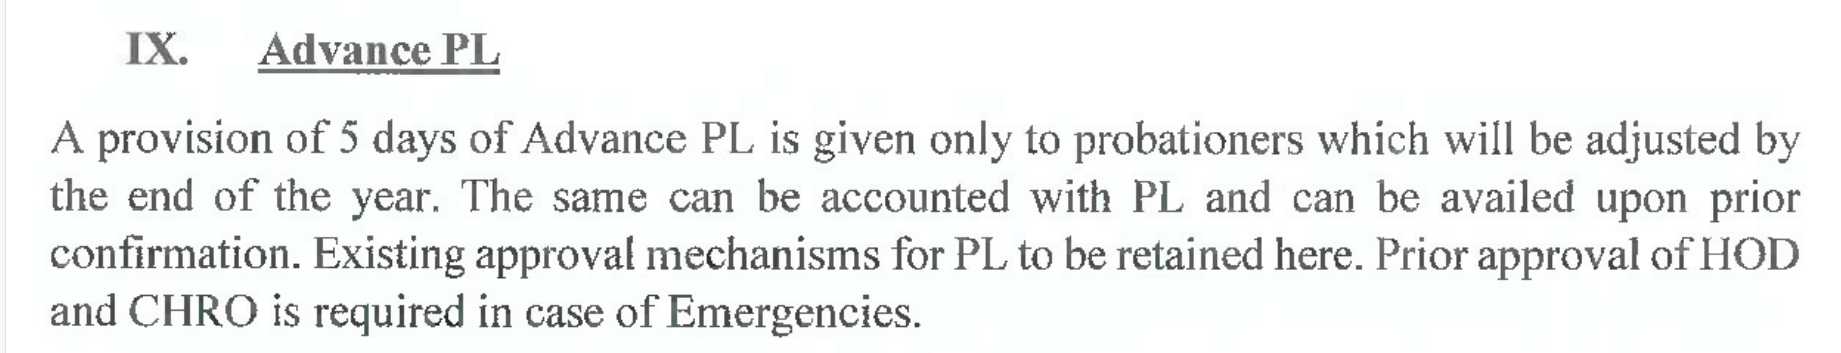 IX. Advance PL
A provision of 5 days of Advance PL is given only to probationers which will be adjusted by
the end of the year. The same can be accounted with PL and can be availed upon prior
confirmation. Existing approval mechanisms for PL to be retained here. Prior approval of HOD
and CHRO is required in case of Emergencies.